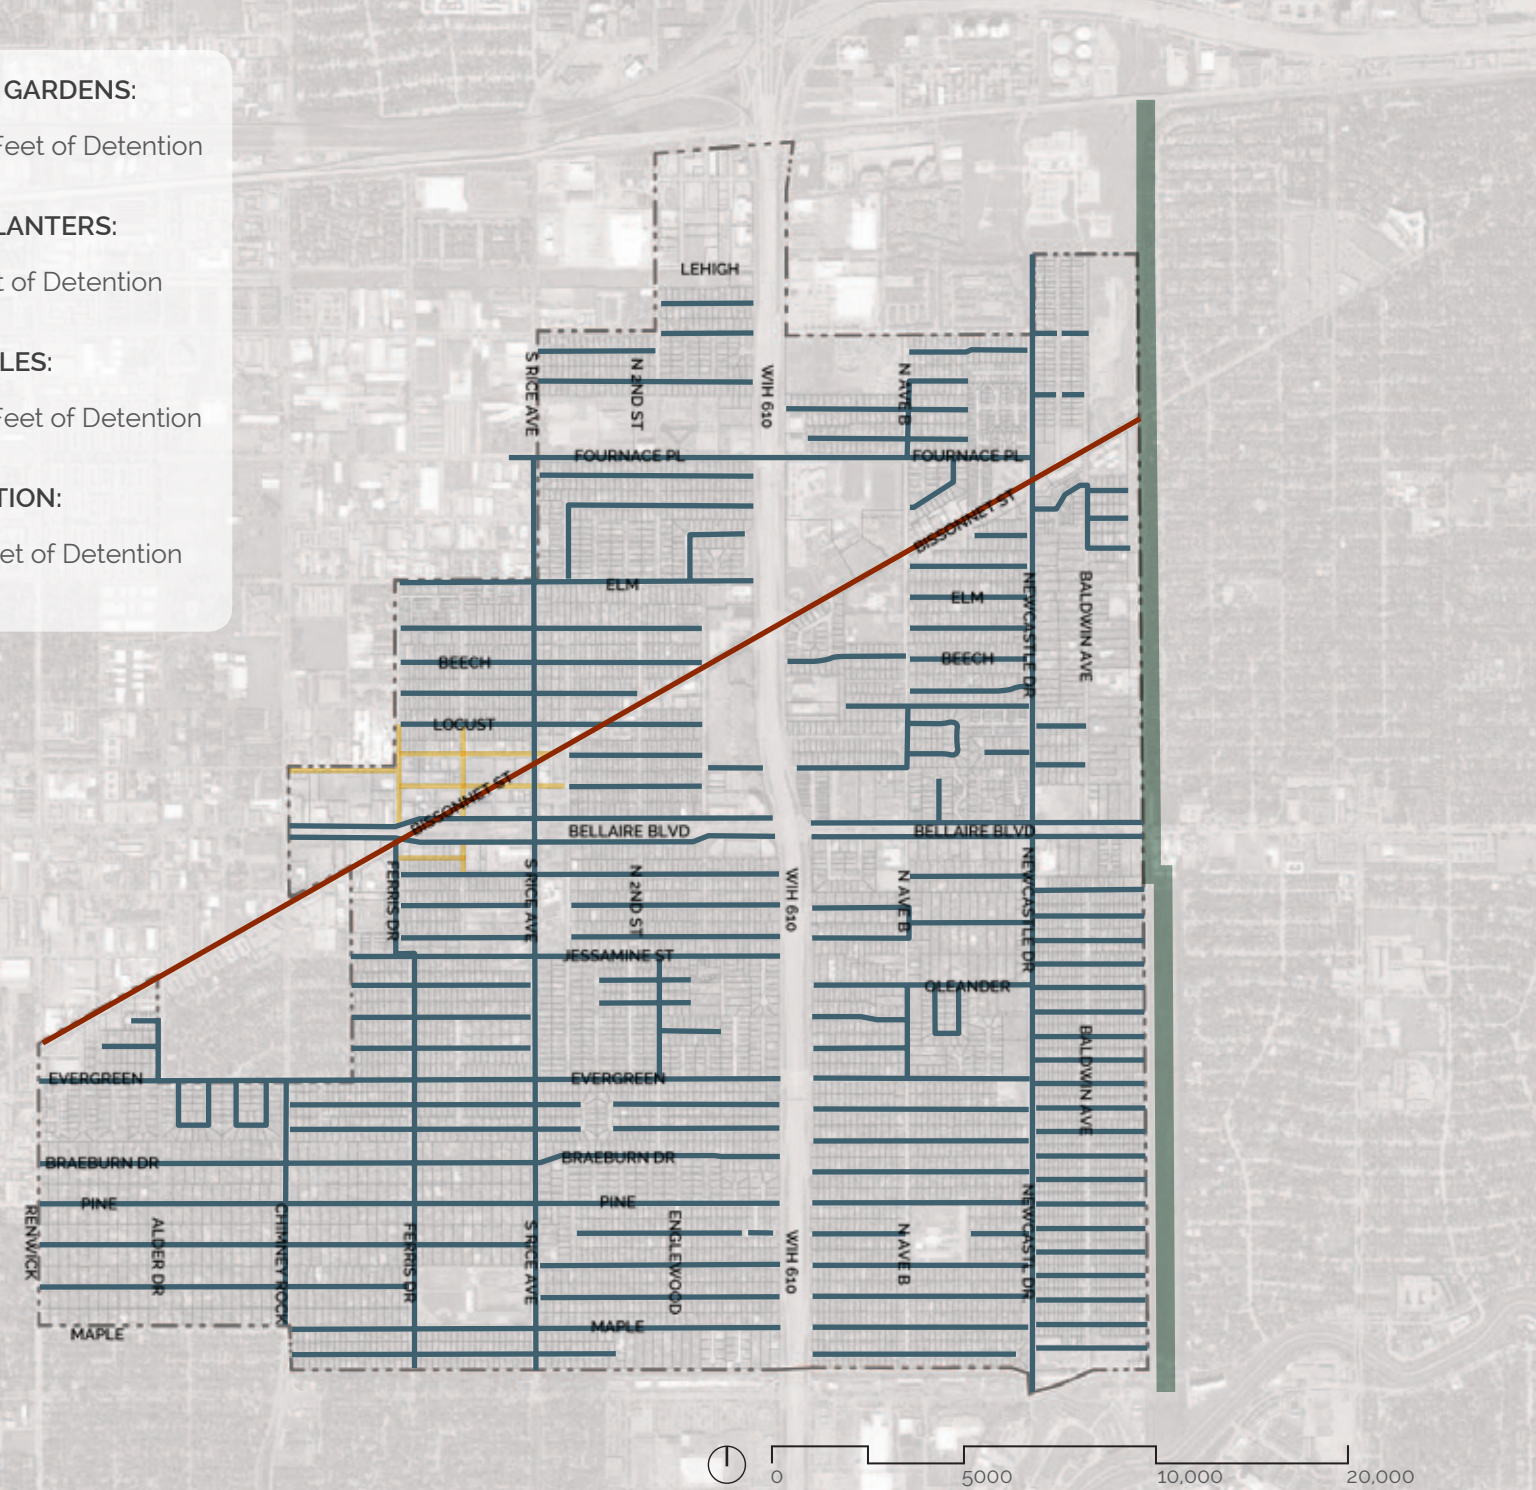 GARDENS:
Feet of Detention
LANTERS:
t of Detention
LES:
Feet of Detention
TION:
et of Detention
LEHIGH
S RICE AVE
N 2ND ST
WIH 610
N AVE B
FOURNACE PL
FOURNACE PL
BISSONNET ST
ELM
NEWCASTLE DR
BALDWIN AVE
ELM
BEECH
BEECH
LOCUST
BISSONNET ST
BELLAIRE BLVD
BELLAIRE BLVD
FERRIS DR
S RICE AVE
N 2ND ST
WIH 610
N AVE B
NEWCASTLE DR
JESSAMINE ST
OLEANDER
BALDWIN AVE
EVERGREEN
EVERGREEN
BRAEBURN DR
BRAEBURN DR
PINE
PINE
RENWICK
ALDER DR
CHIMNEY ROCK
FERRIS DR
S RICE AVE
ENGLEWOOD
WIH 610
N AVE B
NEWCASTL DR
MAPLE
MAPLE
0 5000 10,000 20,000